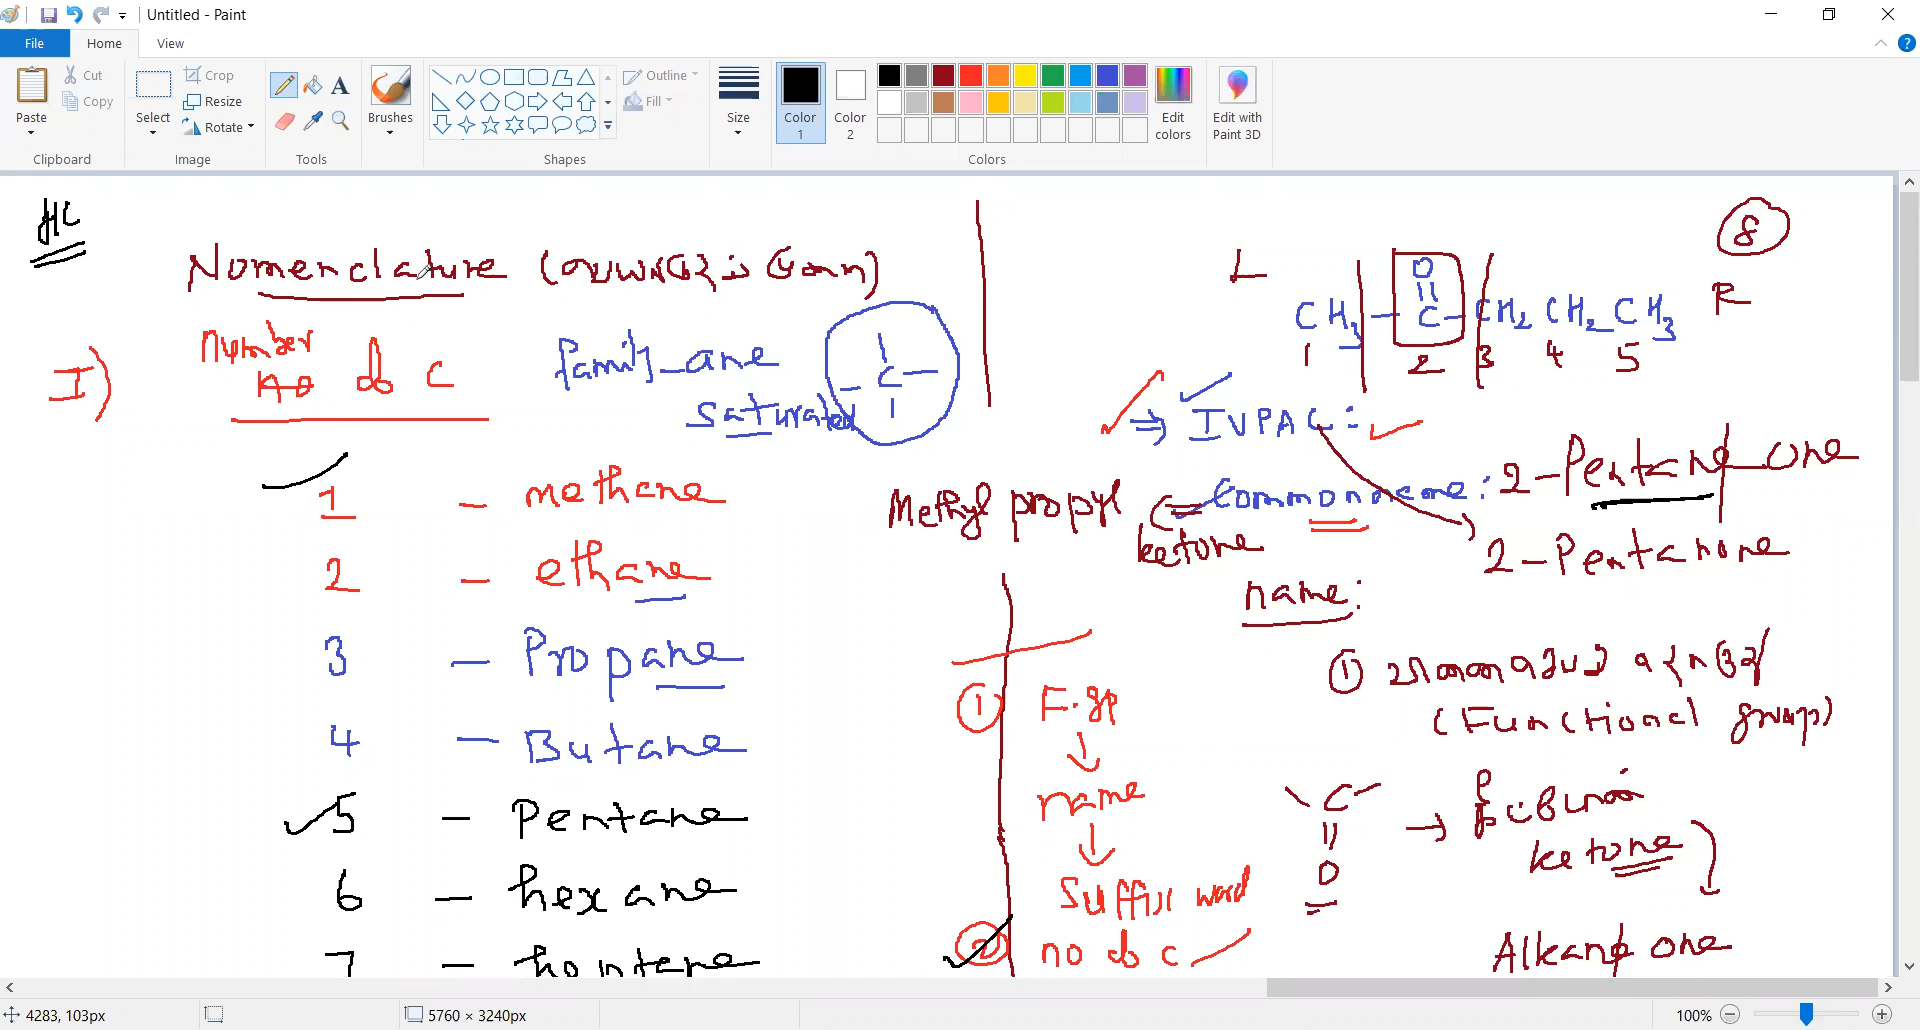 Untitled - Paint
File
Home
View
Paste
Cut
Copy
Clipboard
Select
Crop
Resize
Rotate
Image
Tools
Brushes
Shapes
Outline
Fill
Size
Color 1
Color 2
Colors
Edit colors
Edit with Paint 3D
HC
Nomenclature
I)
number
no of C
family - ane
C
saturated
1 - methane
2 - ethane
3 - Propane
4 - Butane
5 - Pentane
6 - hexane
7
8
L
R
O
CH3 - C - CH2 CH2 CH3
1 2 3 4 5
⇒ IUPAC :
2-Pentane one
Common name :
Methyl propyl
ketone
2-Pentanone
name :
① F.gp
↓
name
↓
Suffix word
② no of C
①
(Functional group)
C
O
→
ketone
Alkane one
4283, 103px
5760 × 3240px
100%